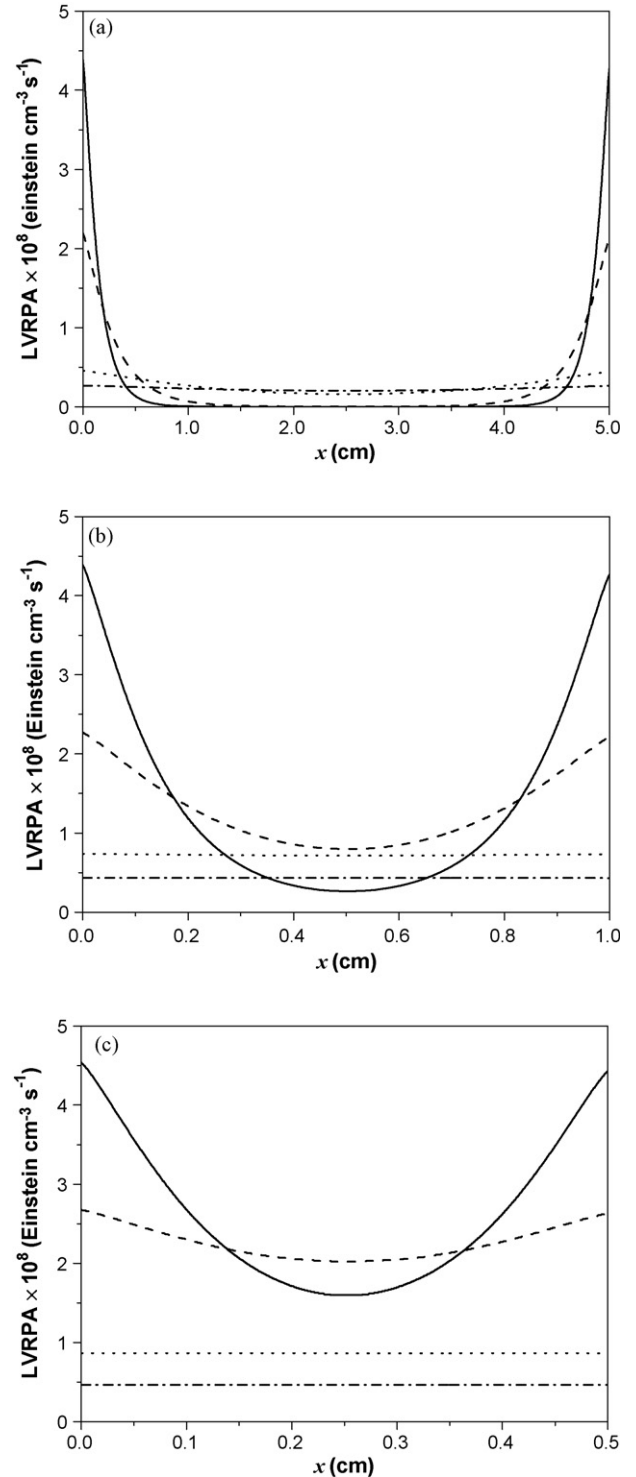 (a)
LVRPA × 10⁸ (einstein cm⁻³ s⁻¹)
5
4
3
2
1
0
0.0 1.0 2.0 3.0 4.0 5.0
x (cm)
(b)
LVRPA × 10⁸ (Einstein cm⁻³ s⁻¹)
5
4
3
2
1
0
0.0 0.2 0.4 0.6 0.8 1.0
x (cm)
(c)
LVRPA × 10⁸ (Einstein cm⁻³ s⁻¹)
5
4
3
2
1
0
0.0 0.1 0.2 0.3 0.4 0.5
x (cm)